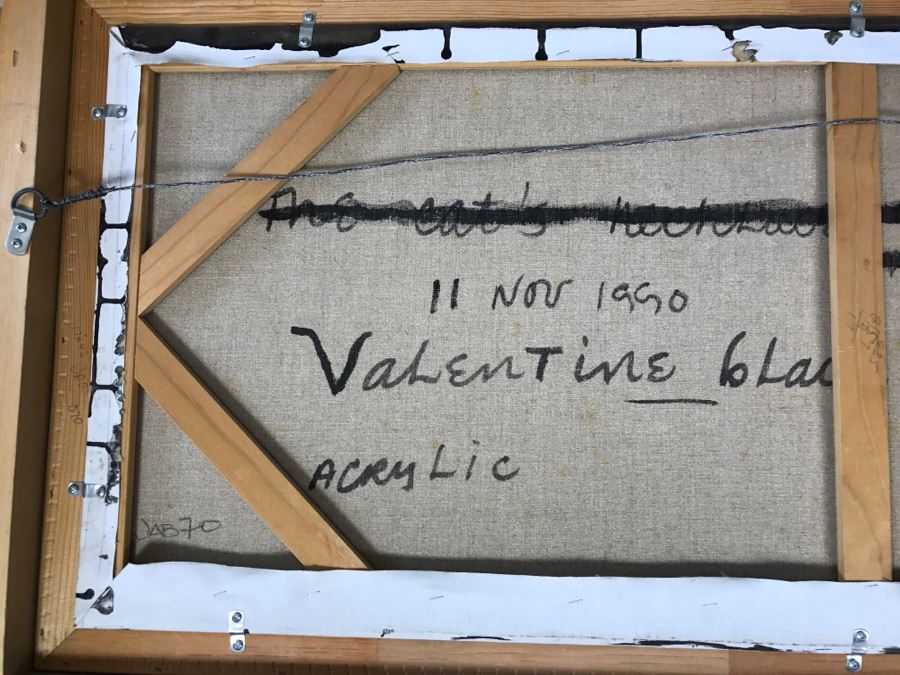 The cat's
11 NOV 1990
Valentine blac
ACRYLIC
JAB70